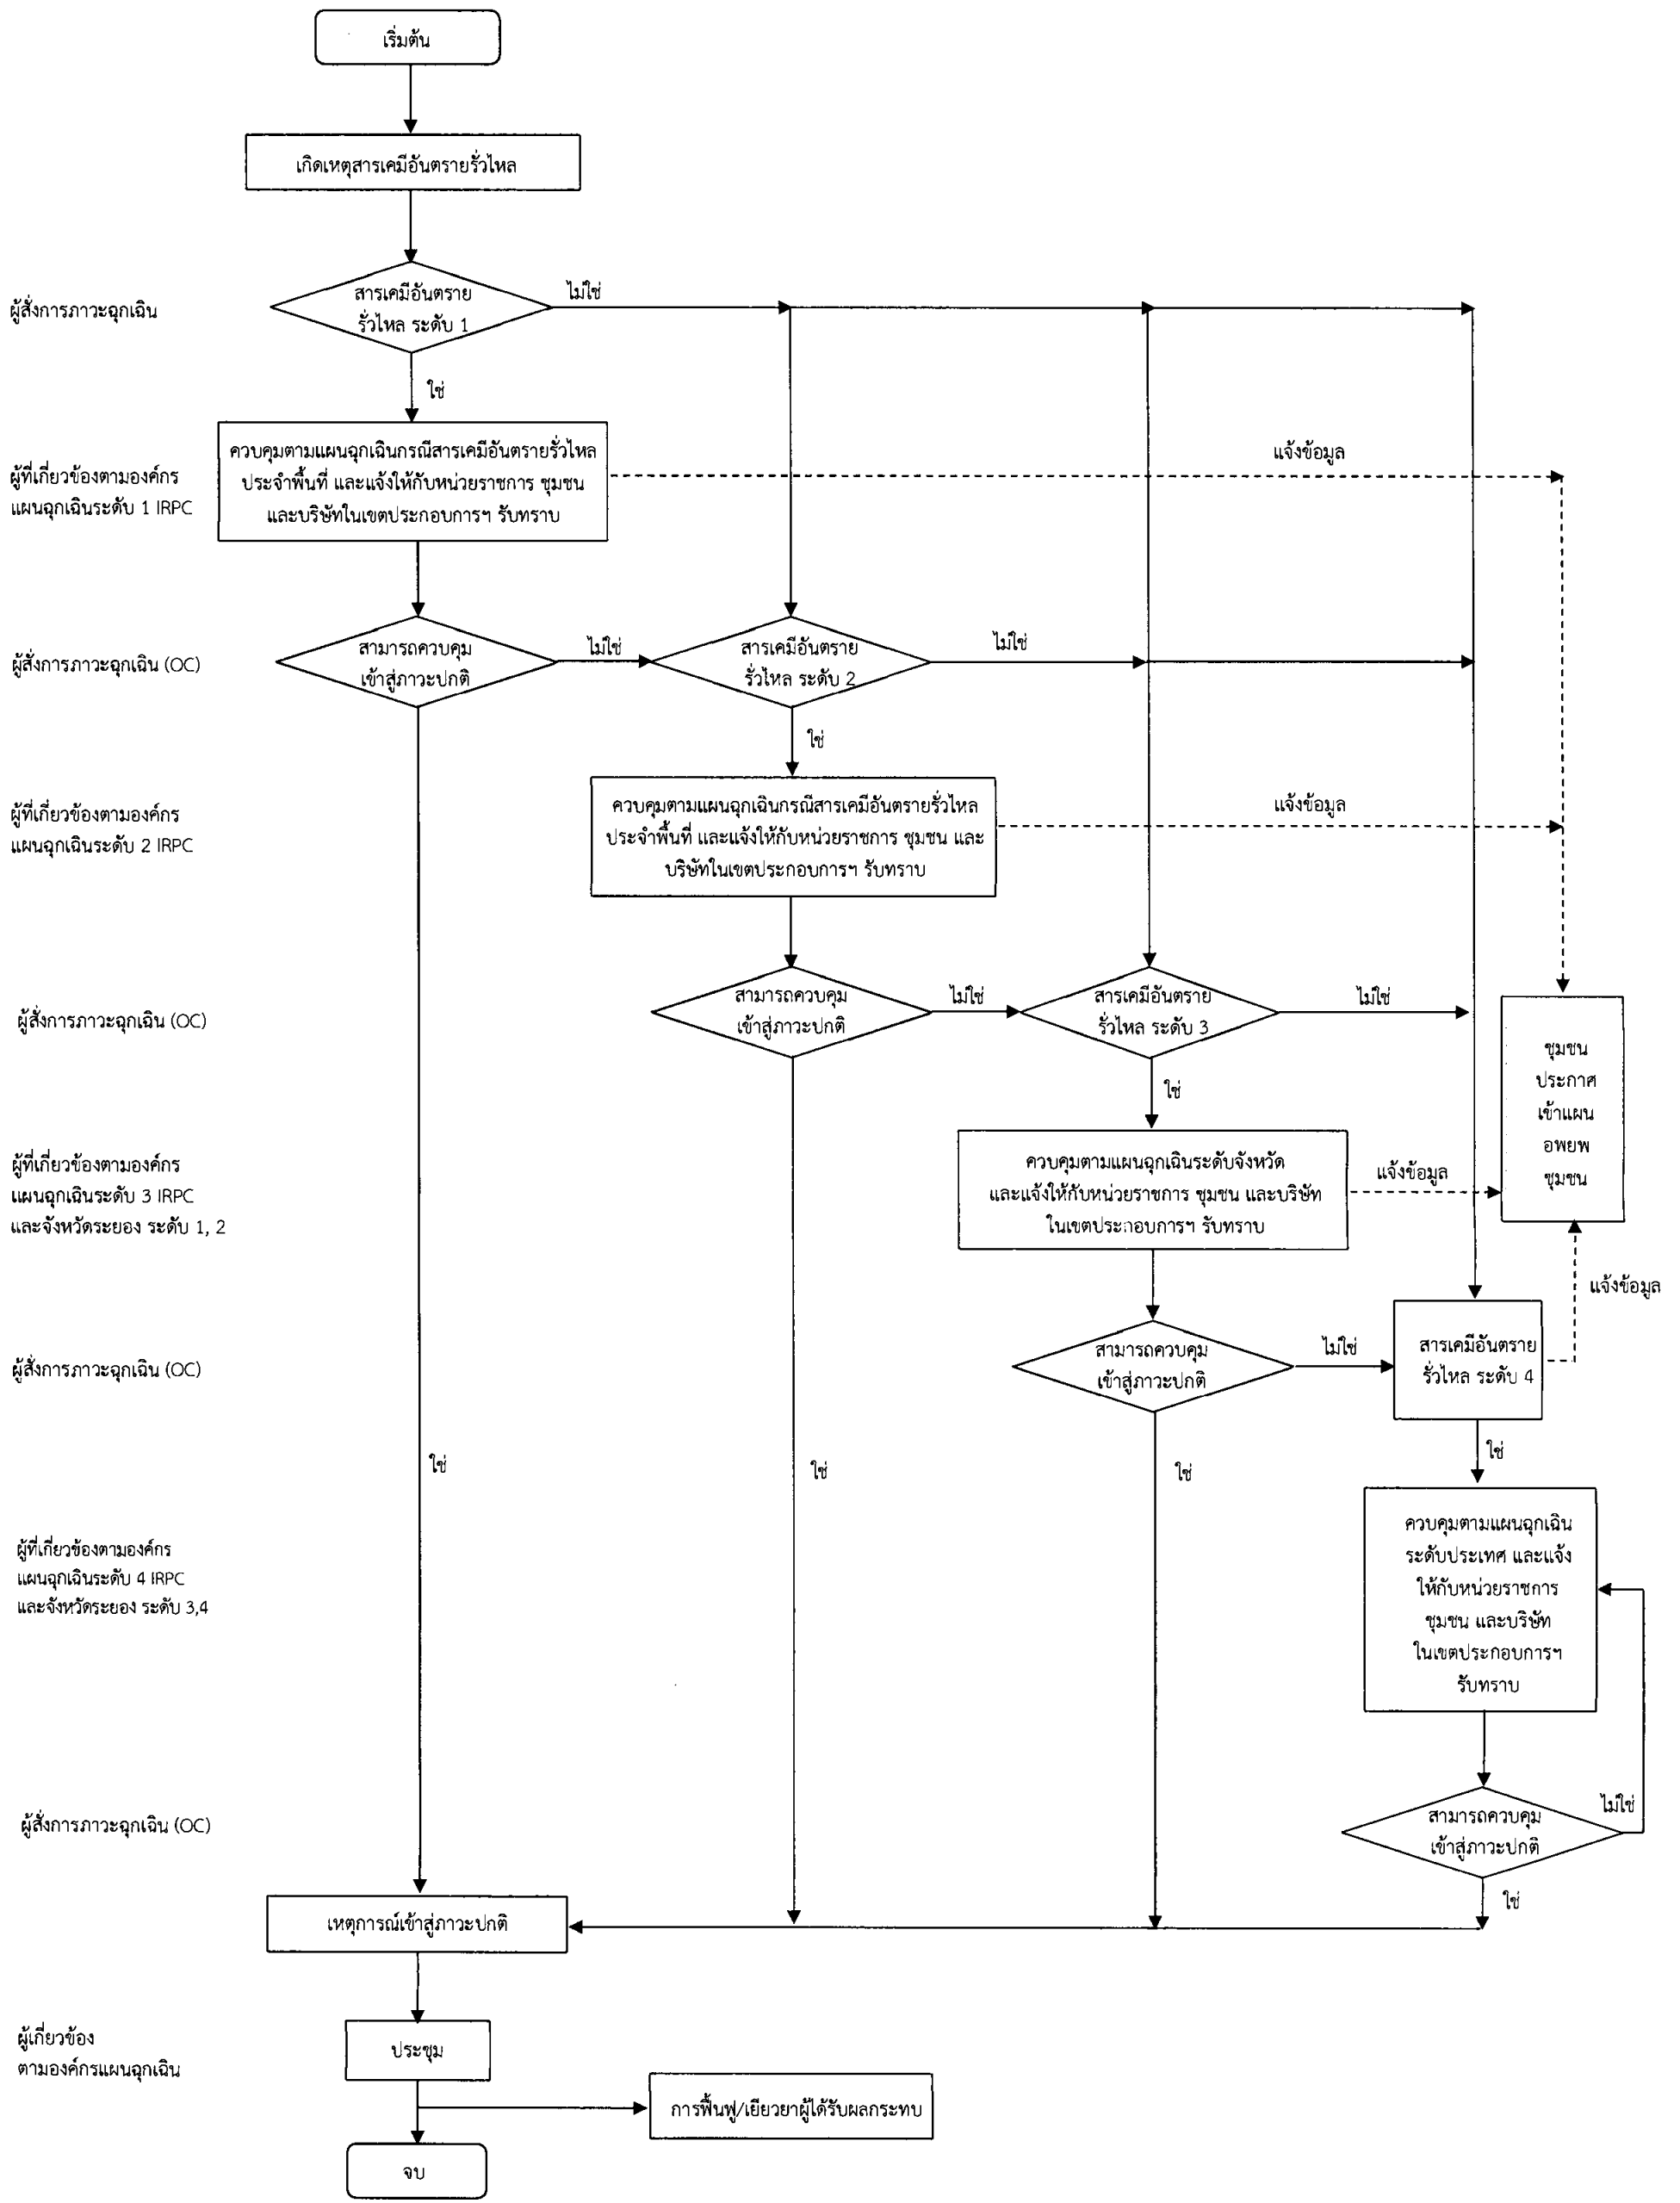 เริ่มต้น
เกิดเหตุสารเคมีอันตรายรั่วไหล
ผู้สั่งการภาวะฉุกเฉิน
สารเคมีอันตราย
รั่วไหล ระดับ 1
ไม่ใช่
ใช่
ผู้ที่เกี่ยวข้องตามองค์กร
แผนฉุกเฉินระดับ 1 IRPC
ควบคุมตามแผนฉุกเฉินกรณีสารเคมีอันตรายรั่วไหล
ประจำพื้นที่ และแจ้งให้กับหน่วยราชการ ชุมชน
และบริษัทในเขตประกอบการฯ รับทราบ
แจ้งข้อมูล
ผู้สั่งการภาวะฉุกเฉิน (OC)
สามารถควบคุม
เข้าสู่ภาวะปกติ
ไม่ใช่
สารเคมีอันตราย
รั่วไหล ระดับ 2
ไม่ใช่
ใช่
ผู้ที่เกี่ยวข้องตามองค์กร
แผนฉุกเฉินระดับ 2 IRPC
ควบคุมตามแผนฉุกเฉินกรณีสารเคมีอันตรายรั่วไหล
ประจำพื้นที่ และแจ้งให้กับหน่วยราชการ ชุมชน และ
บริษัทในเขตประกอบการฯ รับทราบ
แจ้งข้อมูล
ผู้สั่งการภาวะฉุกเฉิน (OC)
สามารถควบคุม
เข้าสู่ภาวะปกติ
ไม่ใช่
สารเคมีอันตราย
รั่วไหล ระดับ 3
ไม่ใช่
ใช่
ชุมชน
ประกาศ
เข้าแผน
อพยพ
ชุมชน
ผู้ที่เกี่ยวข้องตามองค์กร
แผนฉุกเฉินระดับ 3 IRPC
และจังหวัดระยอง ระดับ 1, 2
ควบคุมตามแผนฉุกเฉินระดับจังหวัด
และแจ้งให้กับหน่วยราชการ ชุมชน และบริษัท
ในเขตประกอบการฯ รับทราบ
แจ้งข้อมูล
แจ้งข้อมูล
ผู้สั่งการภาวะฉุกเฉิน (OC)
สามารถควบคุม
เข้าสู่ภาวะปกติ
ไม่ใช่
สารเคมีอันตราย
รั่วไหล ระดับ 4
ใช่
ใช่
ใช่
ใช่
ผู้ที่เกี่ยวข้องตามองค์กร
แผนฉุกเฉินระดับ 4 IRPC
และจังหวัดระยอง ระดับ 3,4
ควบคุมตามแผนฉุกเฉิน
ระดับประเทศ และแจ้ง
ให้กับหน่วยราชการ
ชุมชน และบริษัท
ในเขตประกอบการฯ
รับทราบ
ผู้สั่งการภาวะฉุกเฉิน (OC)
สามารถควบคุม
เข้าสู่ภาวะปกติ
ไม่ใช่
ใช่
เหตุการณ์เข้าสู่ภาวะปกติ
ผู้เกี่ยวข้อง
ตามองค์กรแผนฉุกเฉิน
ประชุม
การฟื้นฟู/เยียวยาผู้ได้รับผลกระทบ
จบ